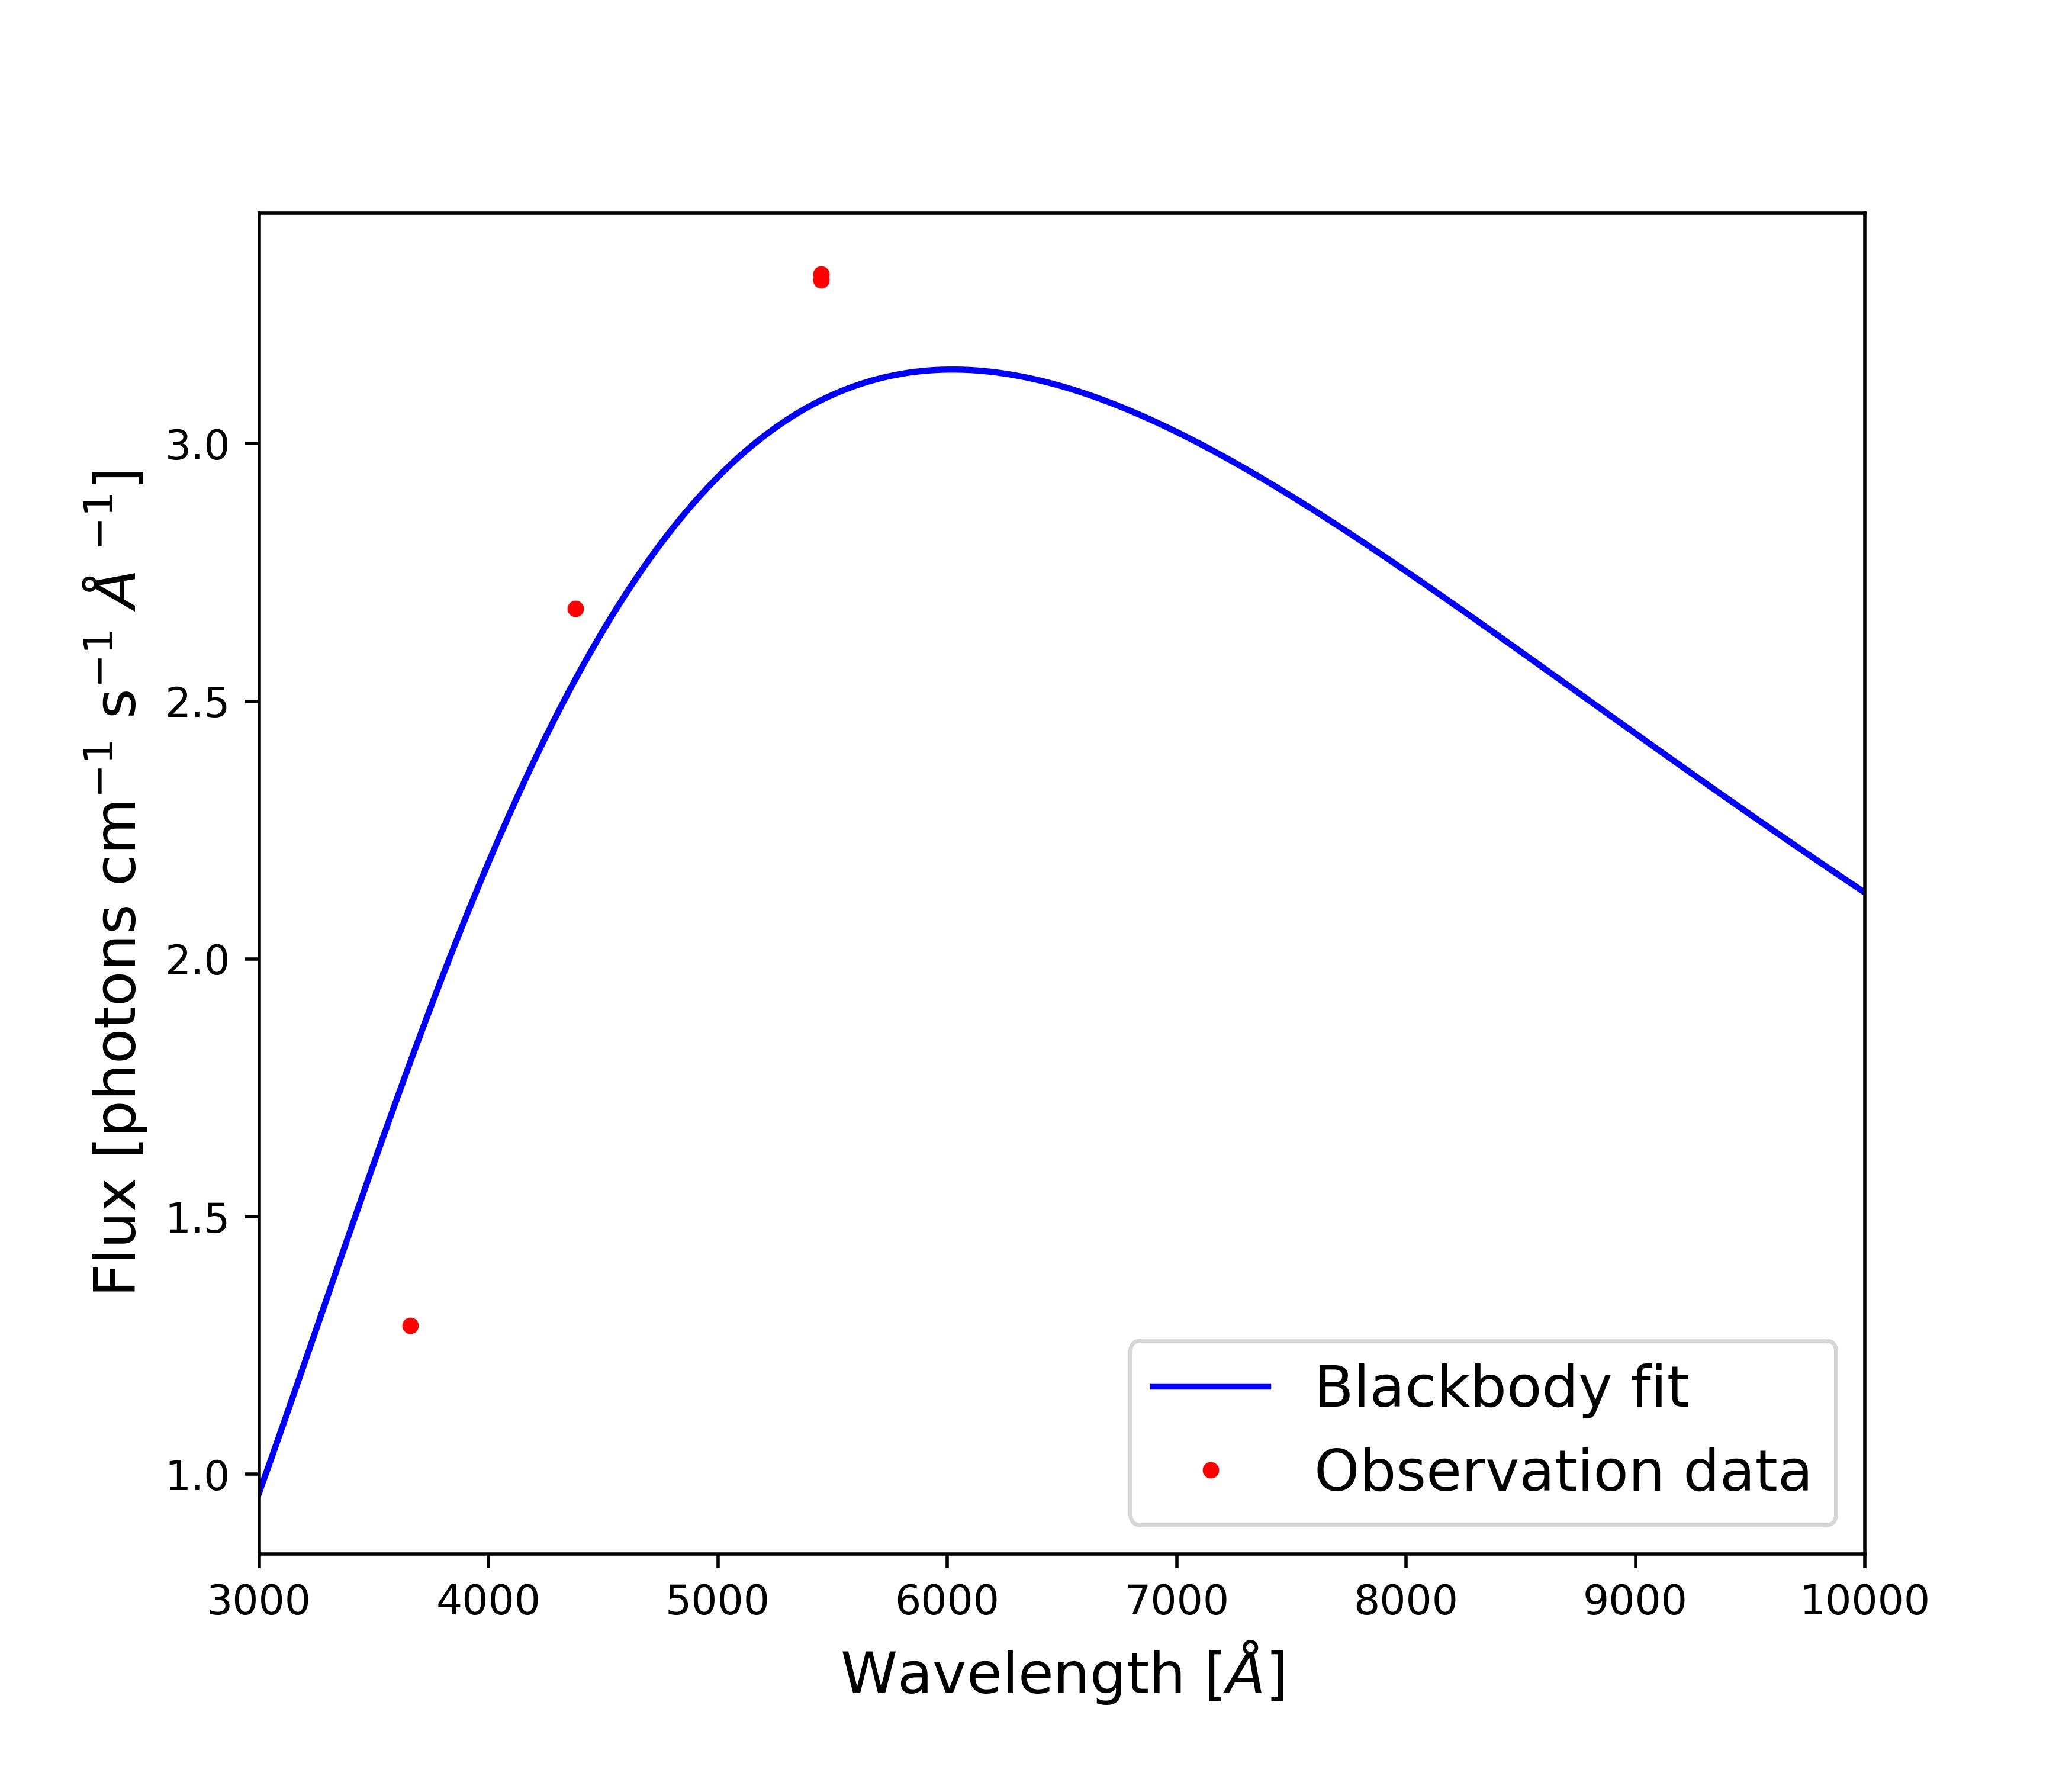 Flux [photons cm⁻¹ s⁻¹ Å ⁻¹]
3.0
2.5
2.0
1.5
1.0
3000 4000 5000 6000 7000 8000 9000 10000
Wavelength [Å]
Blackbody fit
Observation data